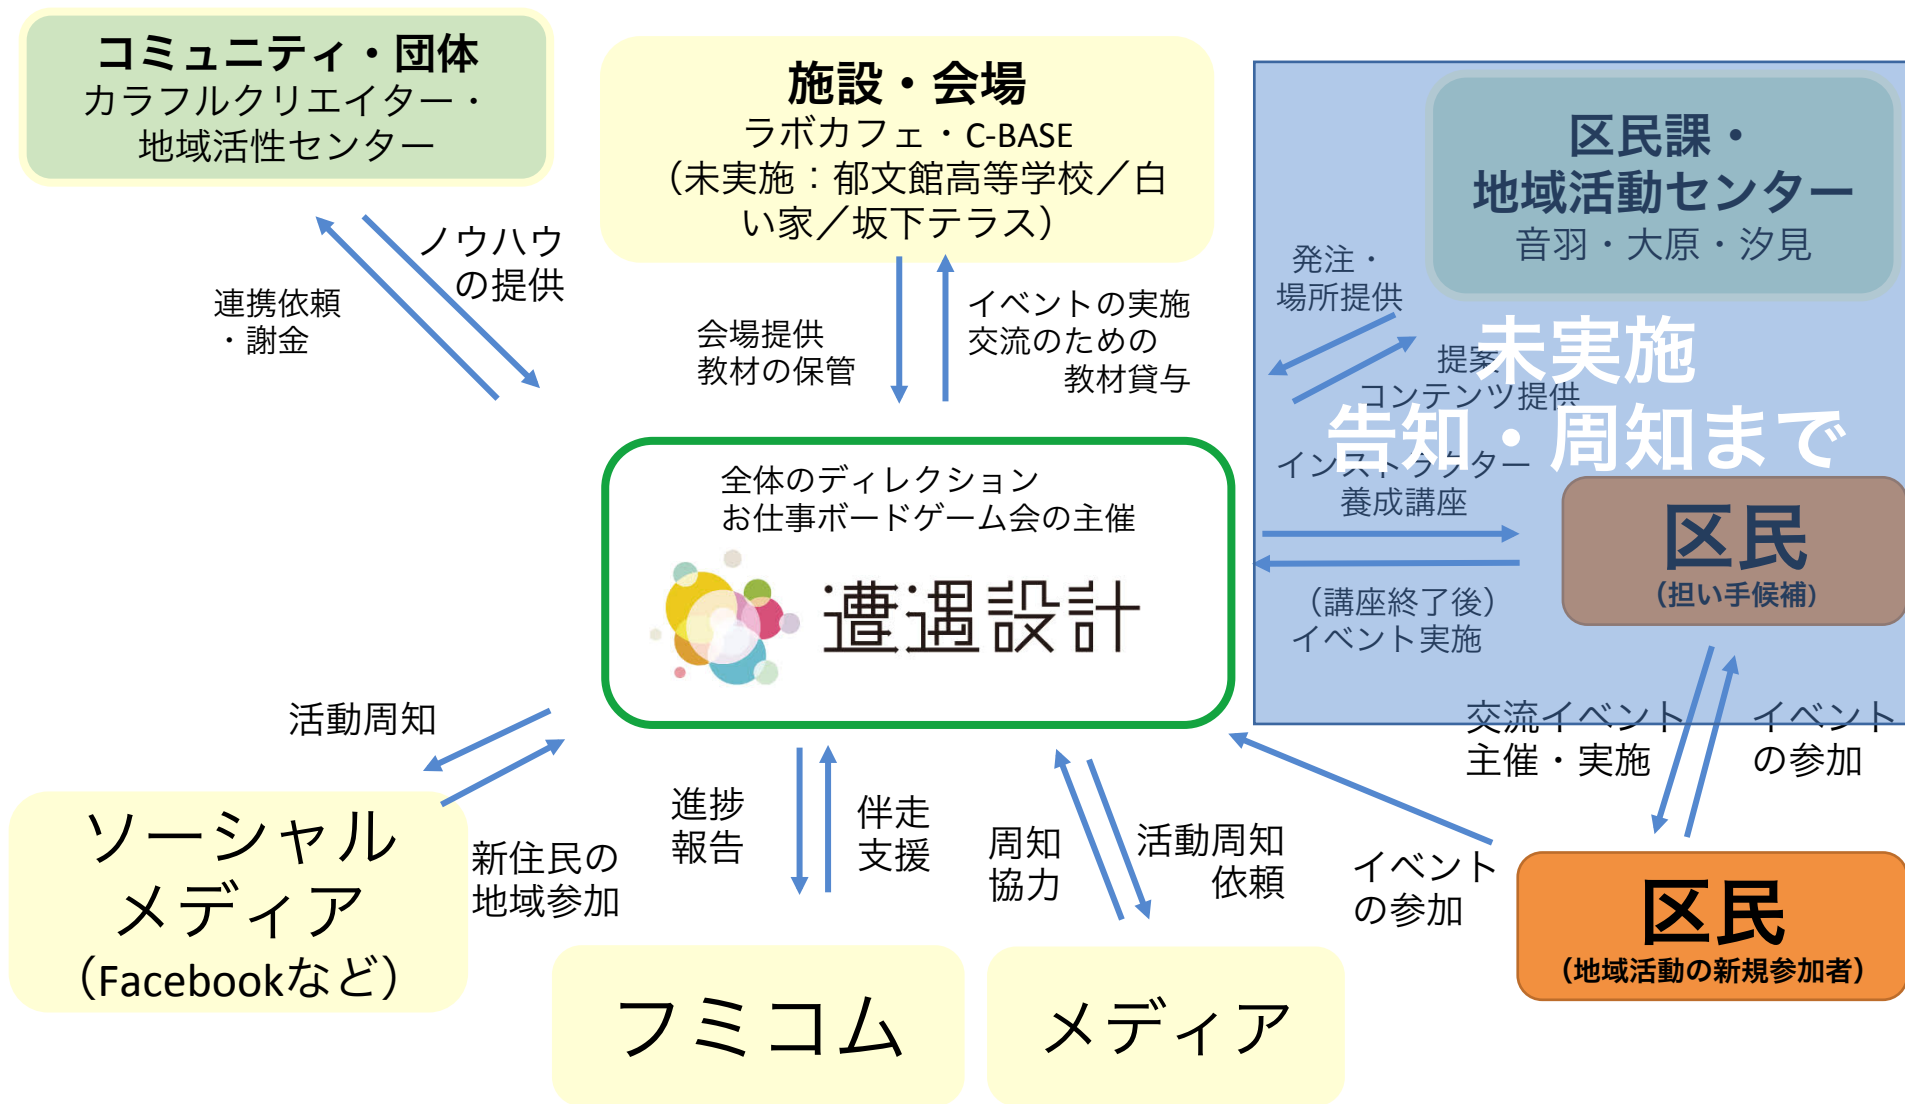 コミュニティ・団体
カラフルクリエイター・
地域活性センター
施設・会場
ラボカフェ・C-BASE
（未実施：郁文館高等学校／白
い家／坂下テラス）
区民課・
地域活動センター
音羽・大原・汐見
ノウハウ
の提供
連携依頼
・謝金
会場提供
教材の保管
イベントの実施
交流のための
教材貸与
発注・
場所提供
提案
コンテンツ提供
未実施
告知・周知まで
インストラクター
養成講座
区民
（担い手候補）
（講座終了後）
イベント実施
全体のディレクション
お仕事ボードゲーム会の主催
遭遇設計
活動周知
新住民の
地域参加
進捗
報告
伴走
支援
周知
協力
活動周知
依頼
イベント
の参加
交流イベント
主催・実施
イベント
の参加
ソーシャル
メディア
（Facebookなど）
フミコム
メディア
区民
（地域活動の新規参加者）